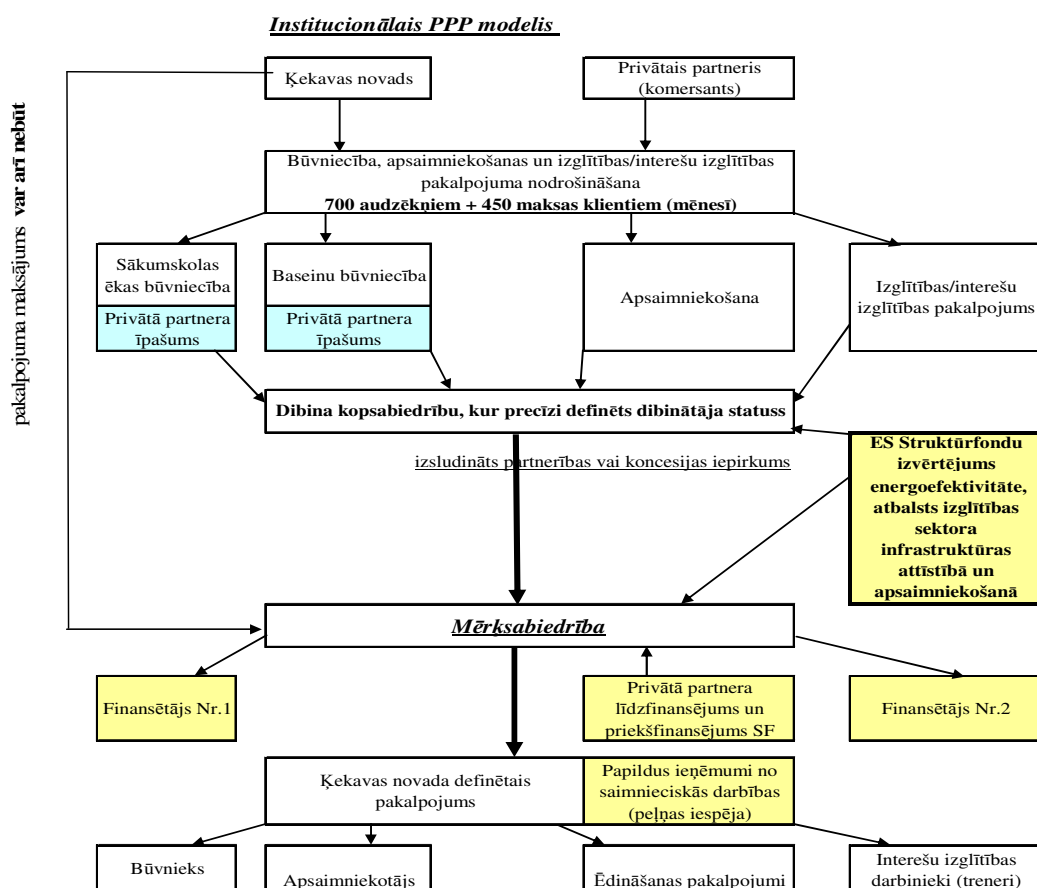 Institucionālais PPP modelis
Ķekavas novads
Privātais partneris
(komersants)
pakalpojuma maksājums var arī nebūt
Būvniecība, apsaimniekošanas un izglītības/interešu izglītības
pakalpojuma nodrošināšana
700 audzēkņiem + 450 maksas klientiem (mēnesī)
Sākumskolas
ēkas būvniecība
Privātā partnera
īpašums
Baseinu būvniecība
Privātā partnera
īpašums
Apsaimniekošana
Izglītības/interešu
izglītības pakalpojums
Dibina kopsabiedrību, kur precīzi definēts dibinātāja statuss
izsludināts partnerības vai koncesijas iepirkums
ES Struktūrfondu
izvērtējums
energoefektivitāte,
atbalsts izglītības
sektora
infrastruktūras
attīstībā un
apsaimniekošanā
Mērķsabiedrība
Finansētājs Nr.1
Privātā partnera
līdzfinansējums un
priekšfinansējums SF
Finansētājs Nr.2
Ķekavas novada definētais
pakalpojums
Papildus ieņēmumi no
saimnieciskās darbības
(peļņas iespēja)
Būvnieks
Apsaimniekotājs
Ēdināšanas pakalpojumi
Interešu izglītības
darbinieki (treneri)